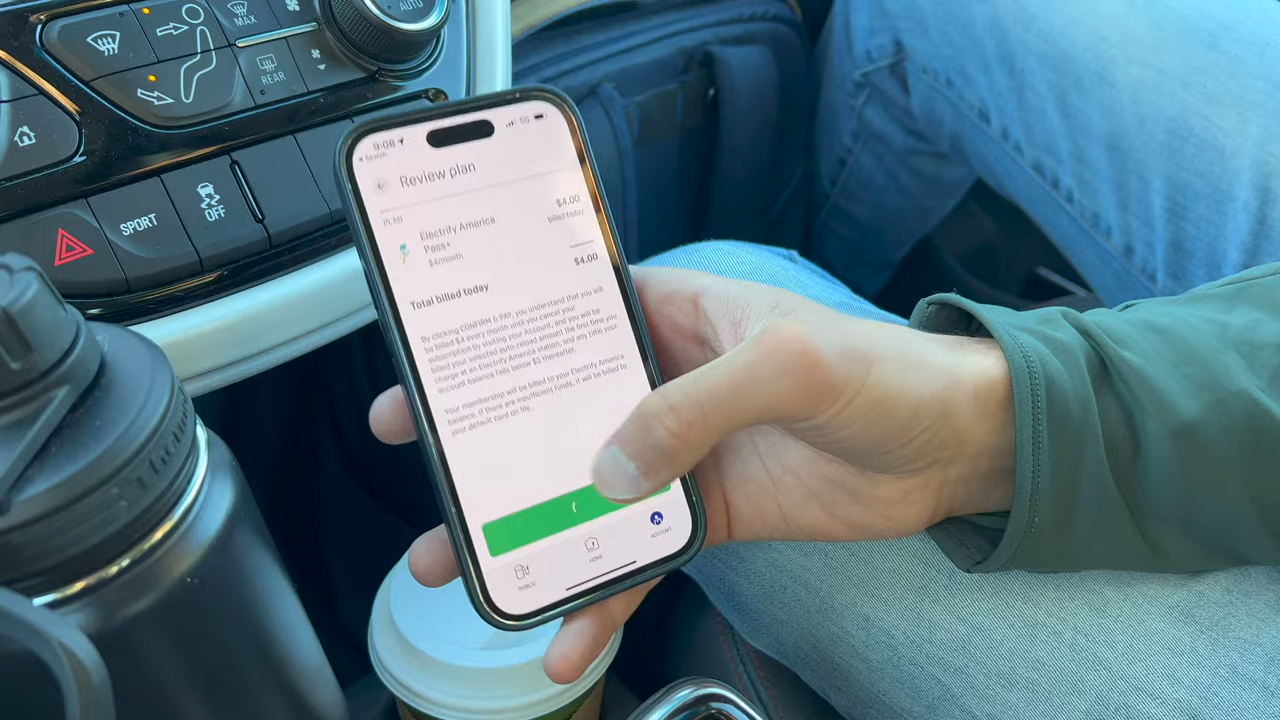 AUTO
MAX
REAR
SPORT
OFF
9:08
5G
Search
Review plan
PLAN
Electrify America
Pass+
$4/month
$4.00
billed today
Total billed today
$4.00
By clicking CONFIRM & PAY, you understand that you will
be billed $4 every month until you cancel your
subscription by visiting your Account, and you will be
billed your selected auto-reload amount the first time you
charge at an Electrify America station, and any time your
account balance falls below $5 thereafter.
Your membership will be billed to your Electrify America
balance. If there are insufficient funds, it will be billed to
your default card on file.
PUBLIC
HOME
ACCOUNT